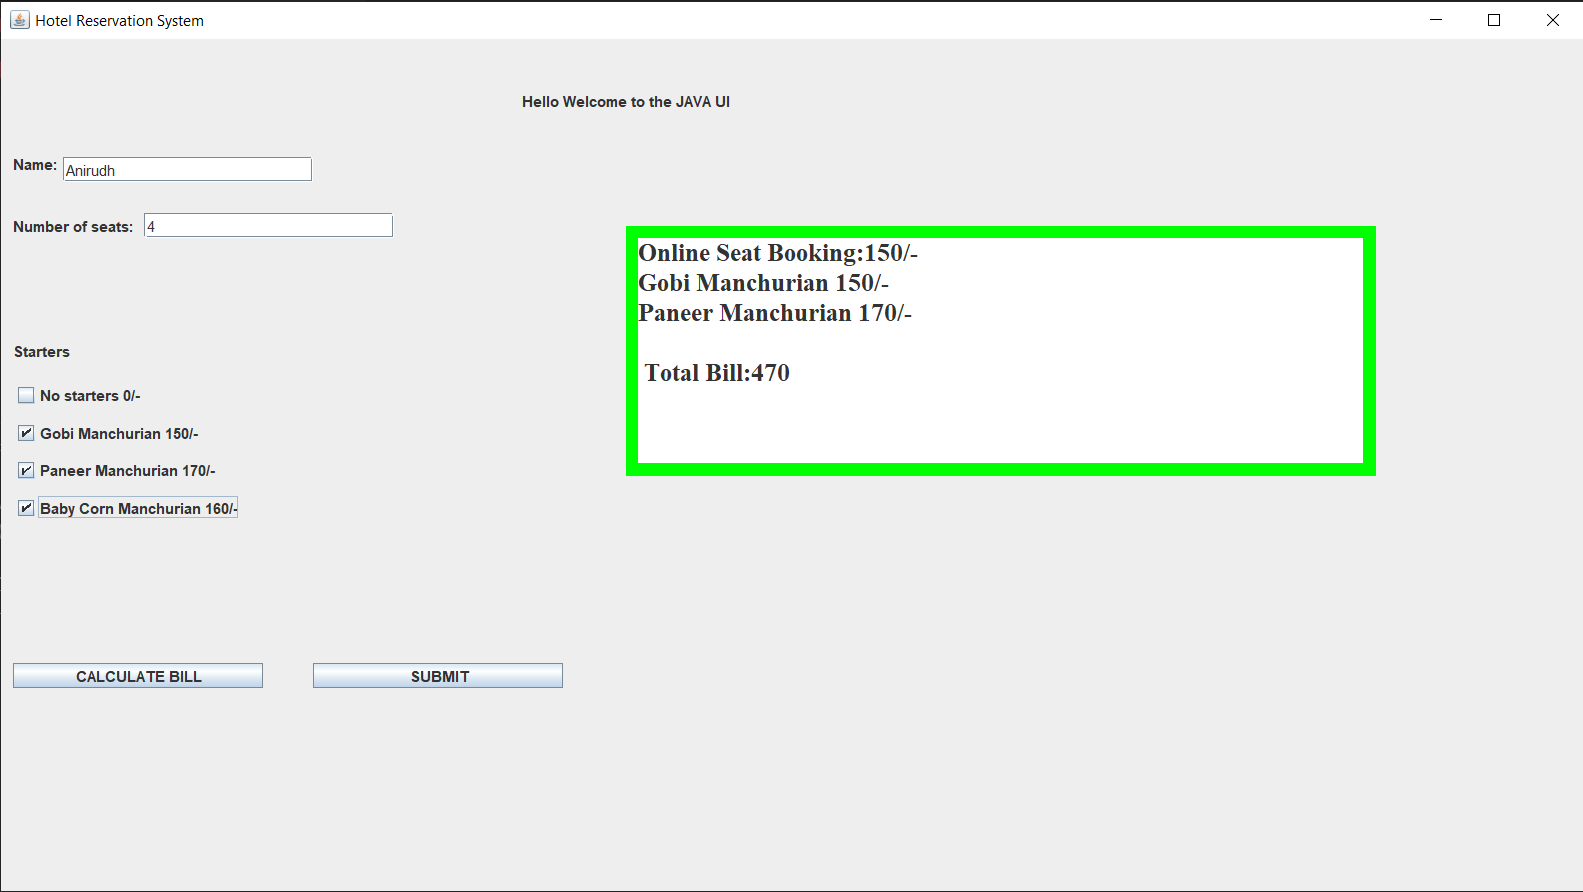 Hotel Reservation System
Hello Welcome to the JAVA UI
Name: Anirudh
Number of seats: 4
Online Seat Booking:150/-
Gobi Manchurian 150/-
Paneer Manchurian 170/-
Total Bill:470
Starters
No starters 0/-
Gobi Manchurian 150/-
Paneer Manchurian 170/-
Baby Corn Manchurian 160/-
CALCULATE BILL SUBMIT